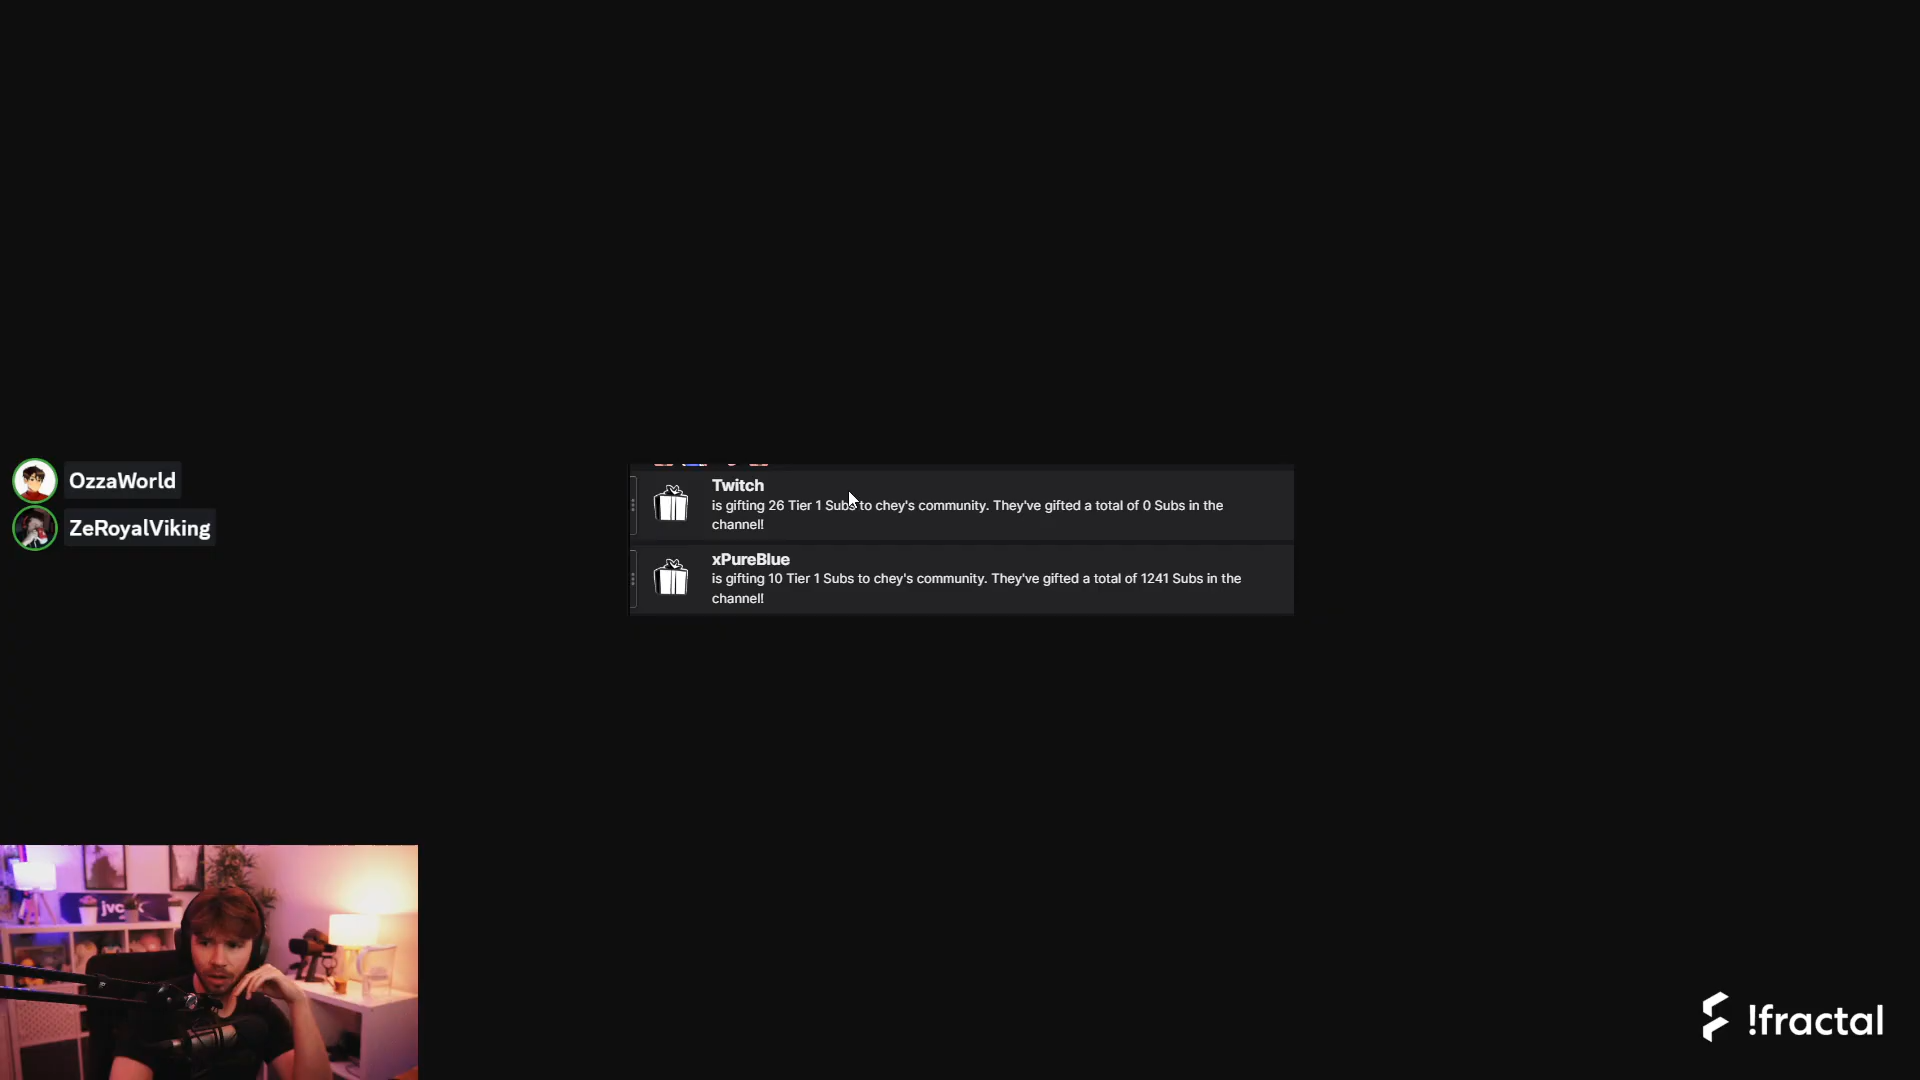 OzzaWorld
ZeRoyalViking
Twitch
is gifting 26 Tier 1 Subs to chey's community. They've gifted a total of 0 Subs in the
channel!
xPureBlue
is gifting 10 Tier 1 Subs to chey's community. They've gifted a total of 1241 Subs in the
channel!
!fractal